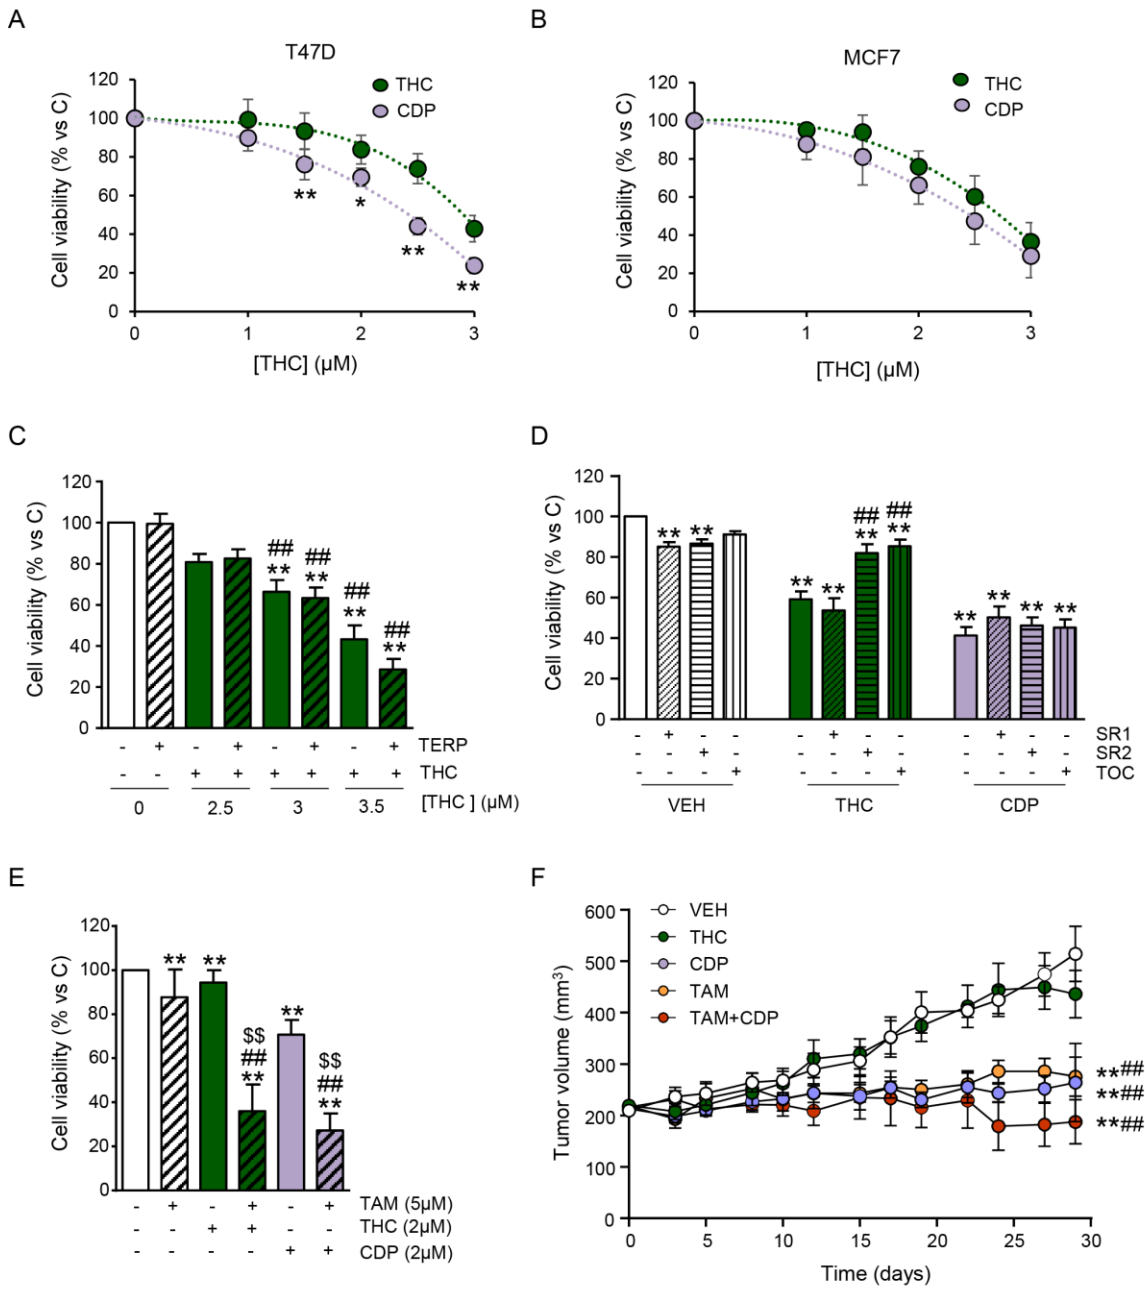 A
T47D
THC
CDP
Cell viability (% vs C)
120
100
80
60
40
20
0
** * ** **
0 1 2 3
[THC] (µM)
B
MCF7
THC
CDP
Cell viability (% vs C)
120
100
80
60
40
20
0
0 1 2 3
[THC] (µM)
C
Cell viability (% vs C)
120
100
80
60
40
20
0
## ## ## ##
** ** ** **
- + - + - + - + TERP
- - + + + + + + THC
0 2.5 3 3.5 [THC ] (µM)
D
Cell viability (% vs C)
120
100
80
60
40
20
0
## ##
** ** ** ** ** ** ** ** ** **
- + - - - + - - - + - - SR1
- - + - - - + - - - + - SR2
- - - + - - - + - - - + TOC
VEH THC CDP
E
Cell viability (% vs C)
120
100
80
60
40
20
0
$$ $$
## ##
** ** ** ** **
- + - + - + TAM (5µM)
- - + + - - THC (2µM)
- - - - + + CDP (2µM)
F
VEH
THC
CDP
TAM
TAM+CDP
Tumor volume (mm³)
600
500
400
300
200
100
0
**##
**##
**##
0 5 10 15 20 25 30
Time (days)